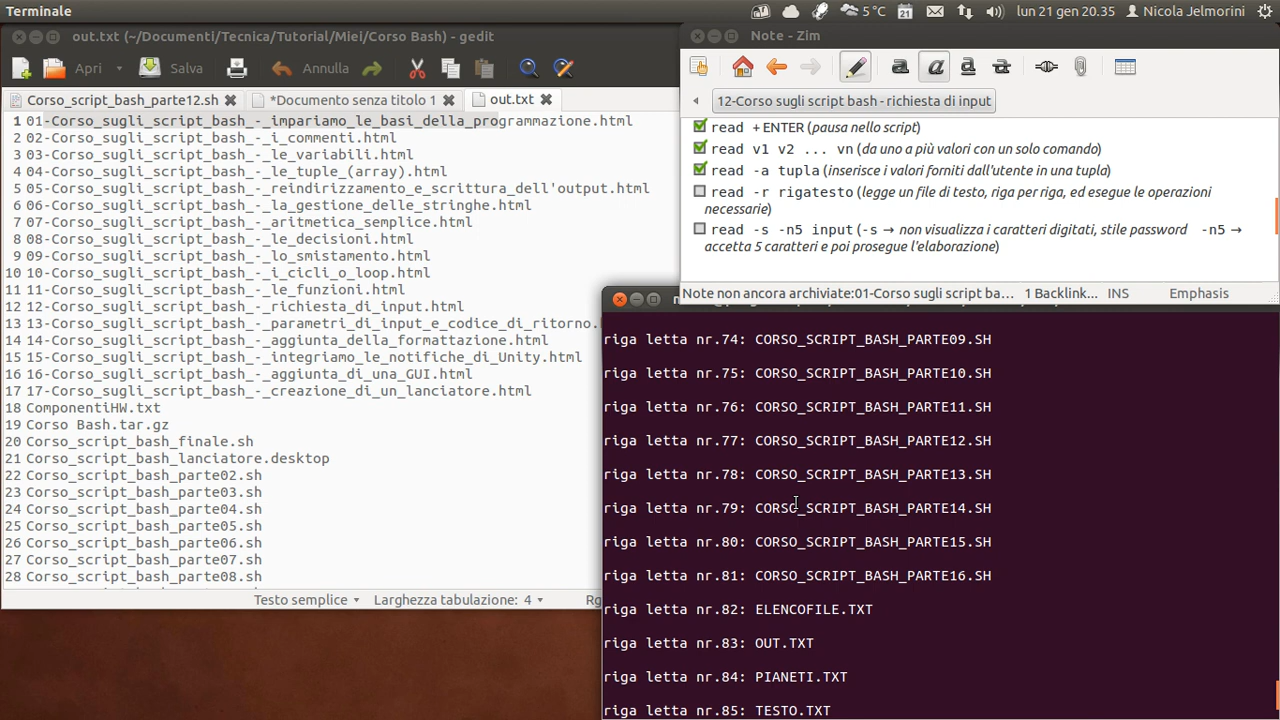 Terminale
5 °C
21
lun 21 gen 20.35
Nicola Jelmorini
out.txt (~/Documenti/Tecnica/Tutorial/Miei/Corso Bash) - gedit
Apri
Salva
Annulla
Corso_script_bash_parte12.sh
*Documento senza titolo 1
out.txt
1 01-Corso_sugli_script_bash_-_impariamo_le_basi_della_programmazione.html
2 02-Corso_sugli_script_bash_-_i_commenti.html
3 03-Corso_sugli_script_bash_-_le_variabili.html
4 04-Corso_sugli_script_bash_-_le_tuple_(array).html
5 05-Corso_sugli_script_bash_-_reindirizzamento_e_scrittura_dell'output.html
6 06-Corso_sugli_script_bash_-_la_gestione_delle_stringhe.html
7 07-Corso_sugli_script_bash_-_aritmetica_semplice.html
8 08-Corso_sugli_script_bash_-_le_decisioni.html
9 09-Corso_sugli_script_bash_-_lo_smistamento.html
10 10-Corso_sugli_script_bash_-_i_cicli_o_loop.html
11 11-Corso_sugli_script_bash_-_le_funzioni.html
12 12-Corso_sugli_script_bash_-_richiesta_di_input.html
13 13-Corso_sugli_script_bash_-_parametri_di_input_e_codice_di_ritorno.
14 14-Corso_sugli_script_bash_-_aggiunta_della_formattazione.html
15 15-Corso_sugli_script_bash_-_integriamo_le_notifiche_di_Unity.html
16 16-Corso_sugli_script_bash_-_aggiunta_di_una_GUI.html
17 17-Corso_sugli_script_bash_-_creazione_di_un_lanciatore.html
18 ComponentiHW.txt
19 Corso Bash.tar.gz
20 Corso_script_bash_finale.sh
21 Corso_script_bash_lanciatore.desktop
22 Corso_script_bash_parte02.sh
23 Corso_script_bash_parte03.sh
24 Corso_script_bash_parte04.sh
25 Corso_script_bash_parte05.sh
26 Corso_script_bash_parte06.sh
27 Corso_script_bash_parte07.sh
28 Corso_script_bash_parte08.sh
Testo semplice
Larghezza tabulazione: 4
Rg
Note - Zim
12-Corso sugli script bash - richiesta di input
read + ENTER (pausa nello script)
read v1 v2 ... vn (da uno a più valori con un solo comando)
read -a tupla (inserisce i valori forniti dall'utente in una tupla)
read -r rigatesto (legge un file di testo, riga per riga, ed esegue le operazioni
necessarie)
read -s -n5 input (-s → non visualizza i caratteri digitati, stile password -n5 →
accetta 5 caratteri e poi prosegue l'elaborazione)
Note non ancora archiviate:01-Corso sugli script ba...
1 Backlink...
INS
Emphasis
riga letta nr.74: CORSO_SCRIPT_BASH_PARTE09.SH
riga letta nr.75: CORSO_SCRIPT_BASH_PARTE10.SH
riga letta nr.76: CORSO_SCRIPT_BASH_PARTE11.SH
riga letta nr.77: CORSO_SCRIPT_BASH_PARTE12.SH
riga letta nr.78: CORSO_SCRIPT_BASH_PARTE13.SH
riga letta nr.79: CORSO_SCRIPT_BASH_PARTE14.SH
riga letta nr.80: CORSO_SCRIPT_BASH_PARTE15.SH
riga letta nr.81: CORSO_SCRIPT_BASH_PARTE16.SH
riga letta nr.82: ELENCOFILE.TXT
riga letta nr.83: OUT.TXT
riga letta nr.84: PIANETI.TXT
riga letta nr.85: TESTO.TXT